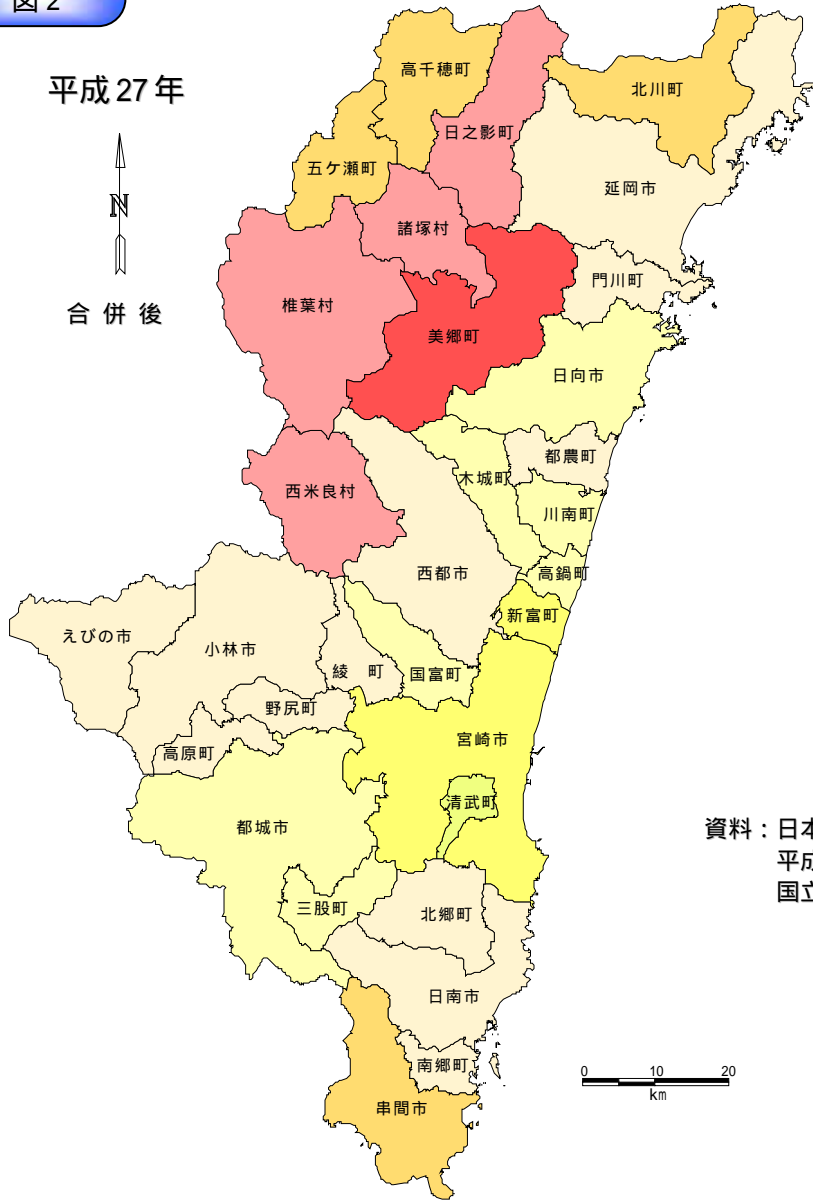 図2
平成27年
N
合併後
高千穂町
北川町
日之影町
五ケ瀬町
延岡市
諸塚村
門川町
椎葉村
美郷町
日向市
都農町
木城町
西米良村
川南町
西都市
高鍋町
新富町
えびの市
小林市
綾 町
国富町
野尻町
宮崎市
高原町
清武町
都城市
資料：日本
平成
国立
三股町
北郷町
日南市
南郷町
0 10 20
km
串間市